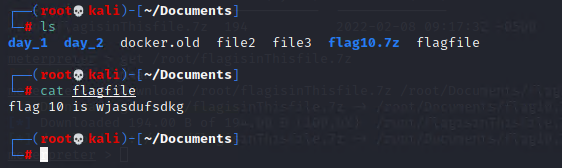 ┌──(root💀kali)-[~/Documents]
└─# ls
day_1 day_2 docker.old file2 file3 flag10.7z flagfile
┌──(root💀kali)-[~/Documents]
└─# cat flagfile
flag 10 is wjasdufsdkg
┌──(root💀kali)-[~/Documents]
└─#